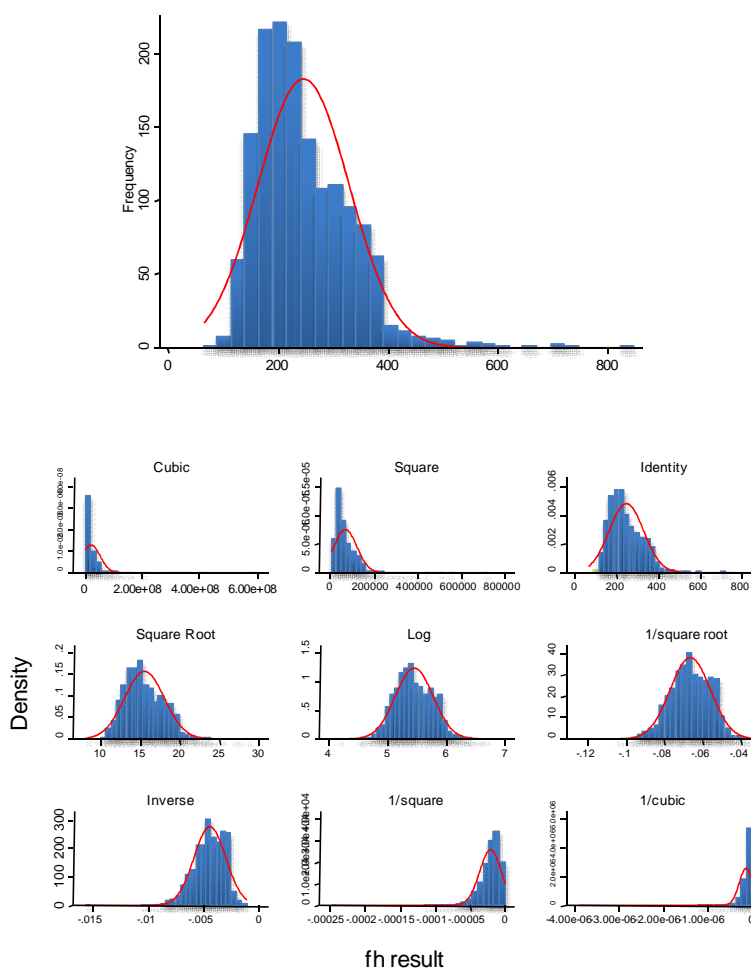 Frequency
200
150
100
50
0
0 200 400 600 800
Cubic Square Identity
0
0 2.00e+08 4.00e+08 6.00e+08
0 200000 400000 600000 800000
.006
.004
.002
0
0 200 400 600 800
Density
Square Root Log 1/square root
.2
.15
.1
.05
0
10 15 20 25 30
1.5
1
.5
0
4 5 6 7
40
30
20
10
0
-.12 -.1 -.08 -.06 -.04
Inverse 1/square 1/cubic
300
200
100
0
-.015 -.01 -.005 0
-.00025 -.0002 -.00015 -.0001 -.00005 0
-4.00e-06 -3.00e-06 -2.00e-06 -1.00e-06
fh result